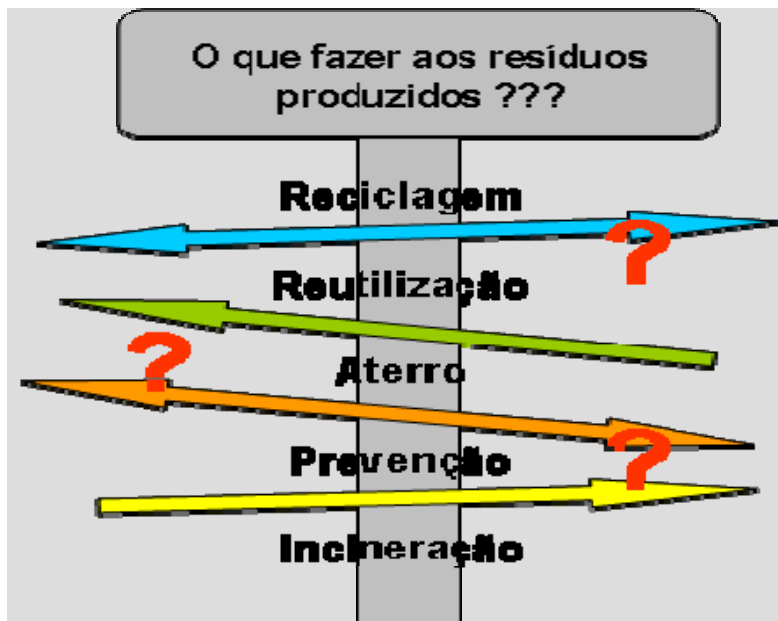 O que fazer aos resíduos
produzidos ???
Reciclagem
?
Reutilização
?
Aterro
Prevenção
?
Incineração